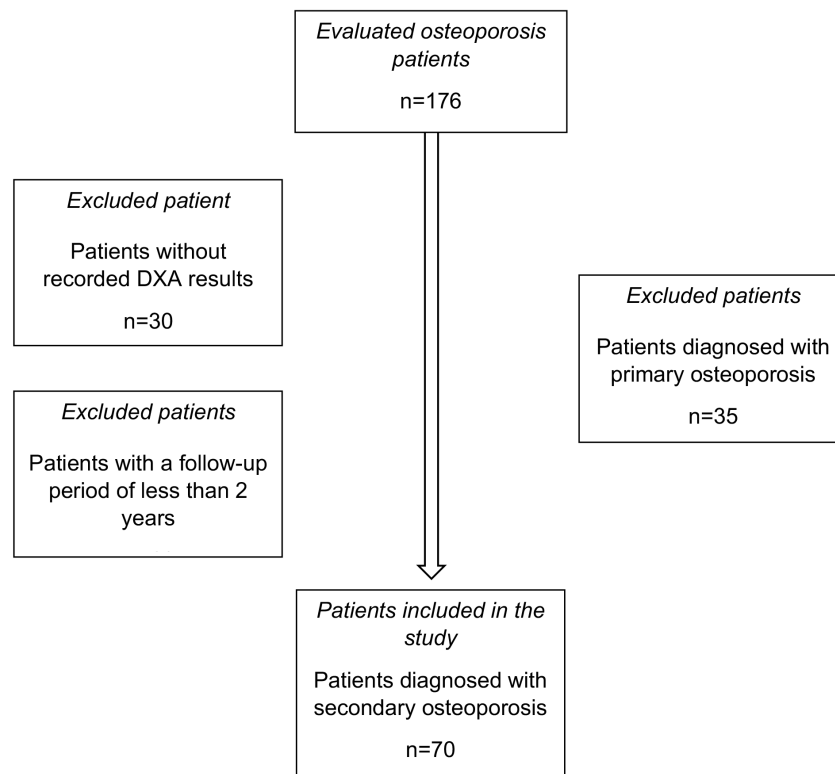 Evaluated osteoporosis
patients
n=176
Excluded patient
Patients without
recorded DXA results
n=30
Excluded patients
Patients diagnosed with
primary osteoporosis
n=35
Excluded patients
Patients with a follow-up
period of less than 2
years
Patients included in the
study
Patients diagnosed with
secondary osteoporosis
n=70